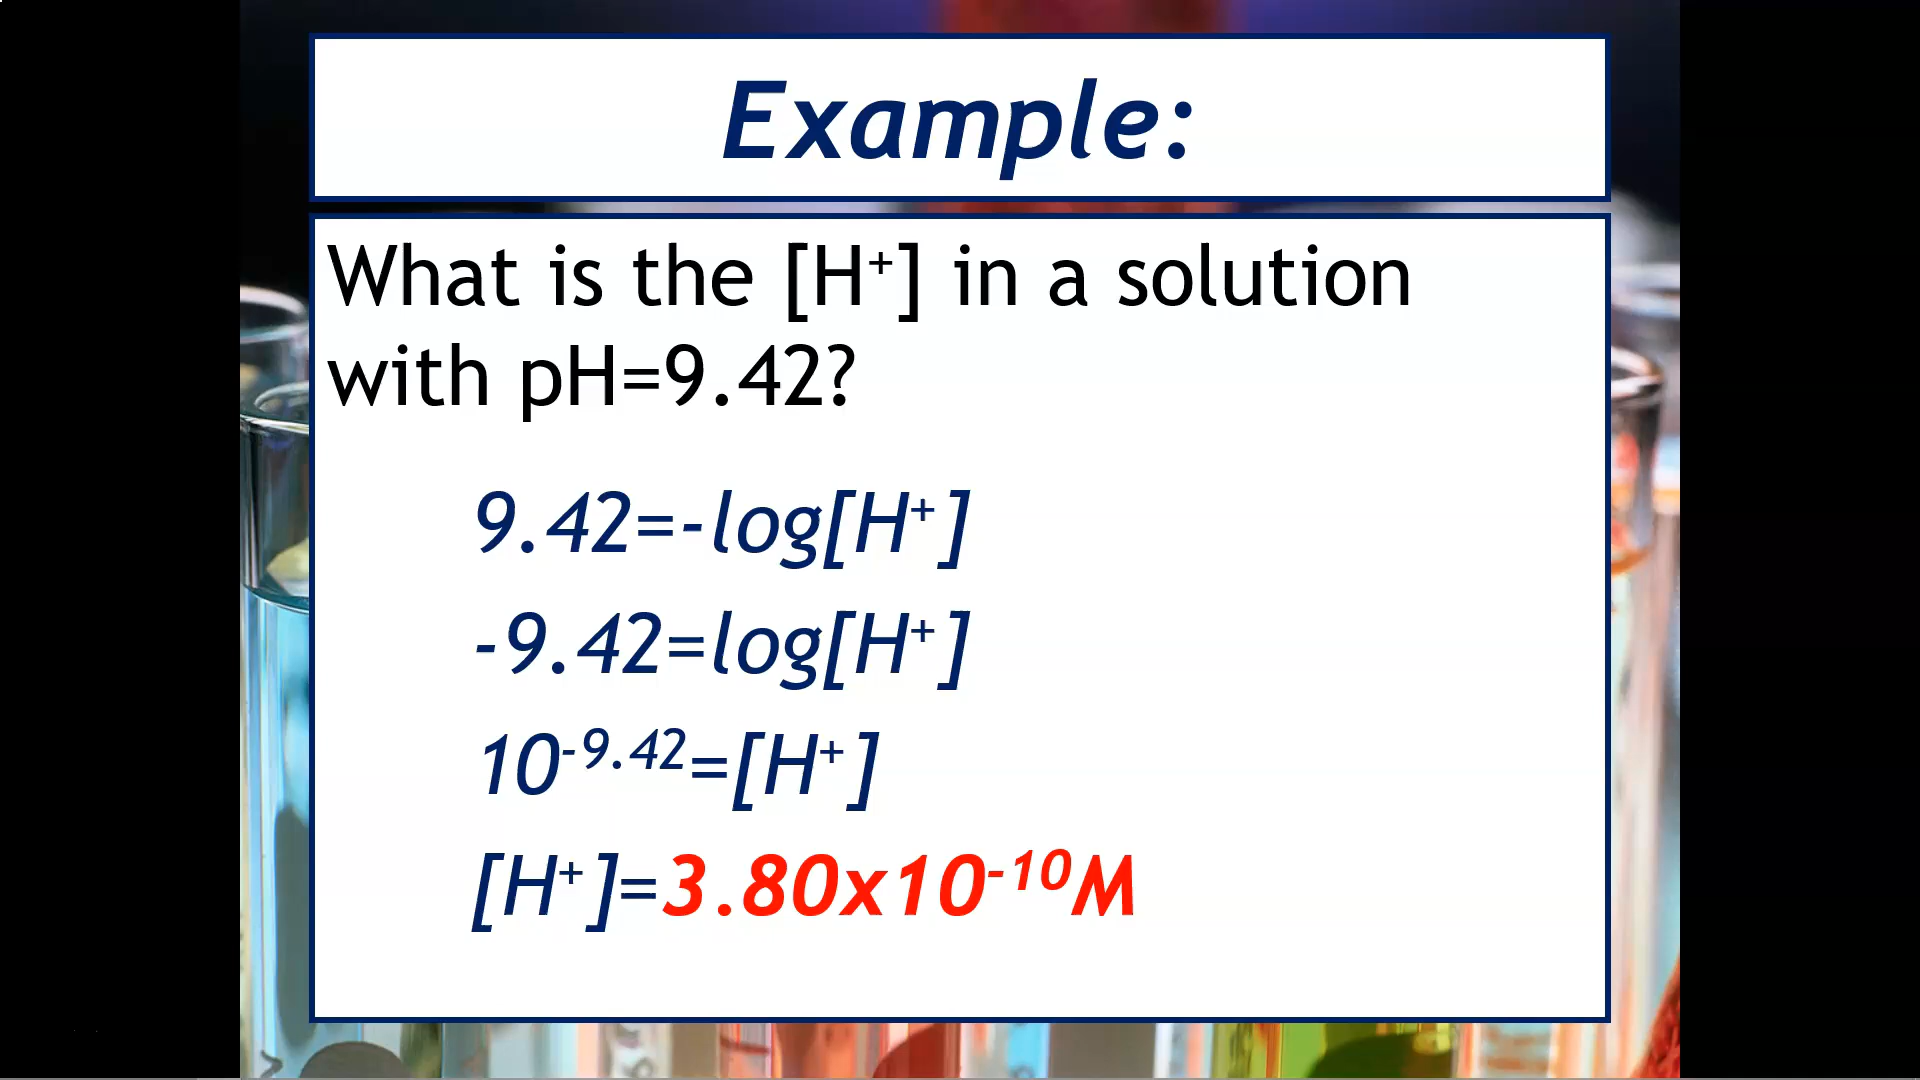 Example:
What is the [H⁺] in a solution
with pH=9.42?
9.42=-log[H⁺]
-9.42=log[H⁺]
10⁻⁹·⁴²=[H⁺]
[H⁺]=3.80x10⁻¹⁰M